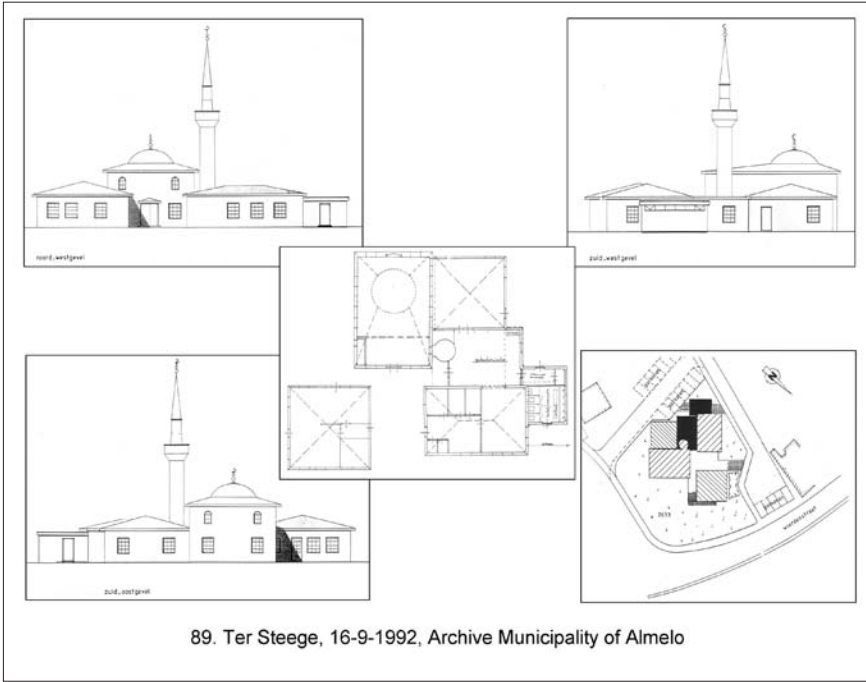 noord_westgevel
zuid_westgevel
zuid_oostgevel
N
89. Ter Steege, 16-9-1992, Archive Municipality of Almelo